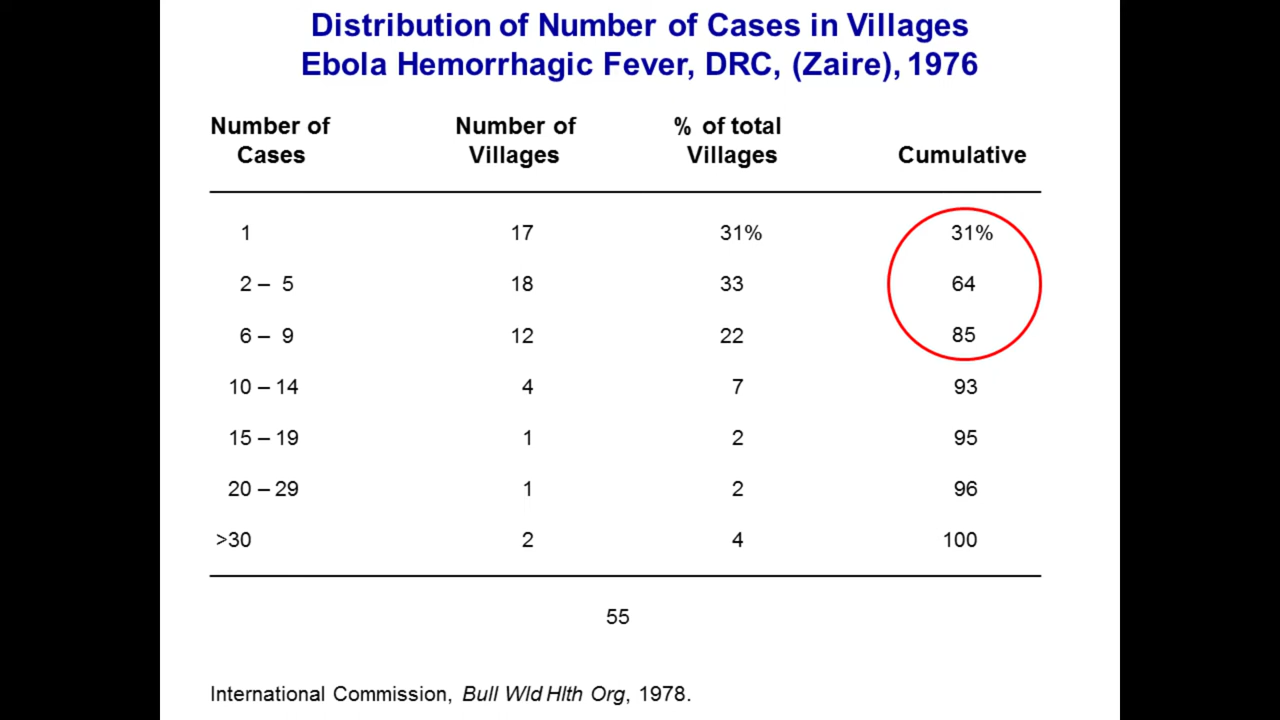 Distribution of Number of Cases in Villages
Ebola Hemorrhagic Fever, DRC, (Zaire), 1976
Number of Number of % of total
Cases Villages Villages Cumulative
1 17 31% 31%
2 – 5 18 33 64
6 – 9 12 22 85
10 – 14 4 7 93
15 – 19 1 2 95
20 – 29 1 2 96
>30 2 4 100
55
International Commission, Bull Wld Hlth Org, 1978.